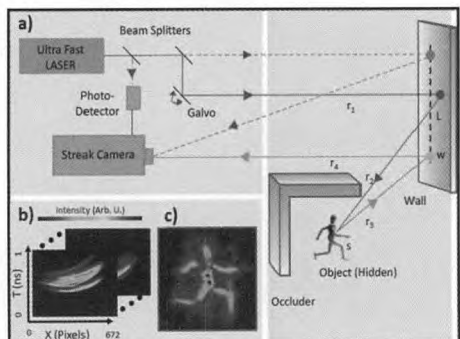 a)
Beam Splitters
Ultra Fast
LASER
Photo-
Detector
Galvo
Streak Camera
r1
L
w
r4
r2
r3
Wall
s
Object (Hidden)
Occluder
b)
Intensity (Arb. U.)
c)
T (ns)
1
0
0
X (Pixels)
672